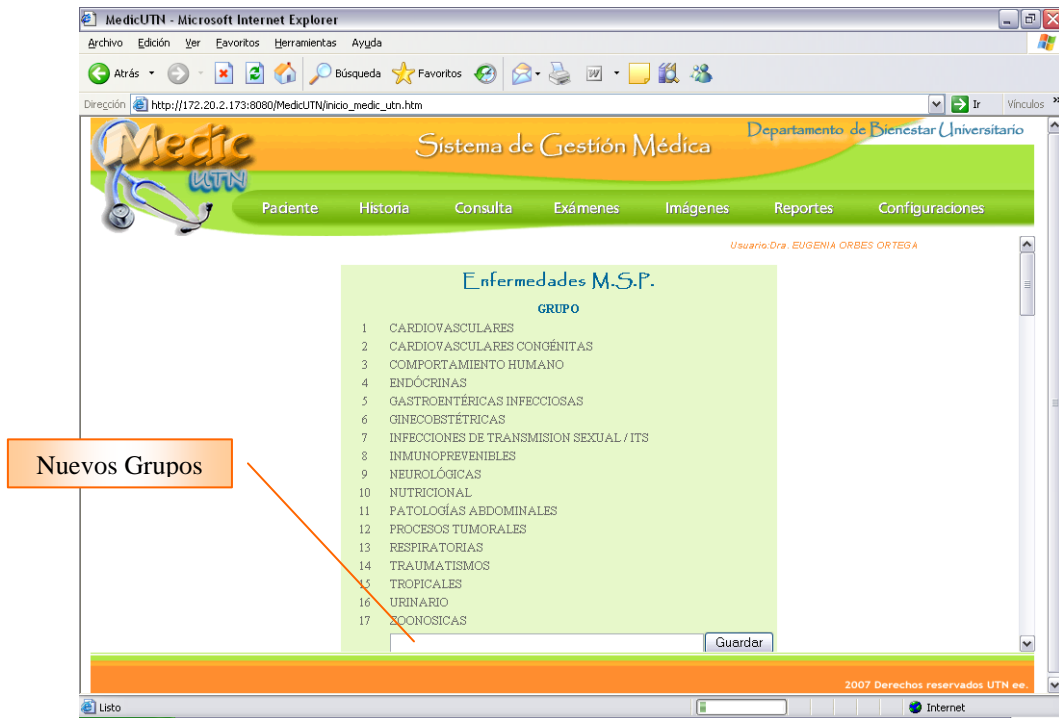 MedicUTN - Microsoft Internet Explorer
Archivo Edición Ver Favoritos Herramientas Ayuda
Atrás Búsqueda Favoritos
Dirección http://172.20.2.173:8080/MedicUTN/inicio_medic_utn.htm Ir Vínculos »
Medic
UTN
Sistema de Gestión Médica
Departamento de Bienestar Universitario
Paciente Historia Consulta Exámenes Imágenes Reportes Configuraciones
Usuario:Dra. EUGENIA ORBES ORTEGA
Enfermedades M.S.P.
GRUPO
1 CARDIOVASCULARES
2 CARDIOVASCULARES CONGÉNITAS
3 COMPORTAMIENTO HUMANO
4 ENDÓCRINAS
5 GASTROENTÉRICAS INFECCIOSAS
6 GINECOBSTÉTRICAS
7 INFECCIONES DE TRANSMISION SEXUAL / ITS
8 INMUNOPREVENIBLES
9 NEUROLÓGICAS
10 NUTRICIONAL
11 PATOLOGÍAS ABDOMINALES
12 PROCESOS TUMORALES
13 RESPIRATORIAS
14 TRAUMATISMOS
15 TROPICALES
16 URINARIO
17 ZOONOSICAS
Guardar
Nuevos Grupos
2007 Derechos reservados UTN ee.
Listo Internet